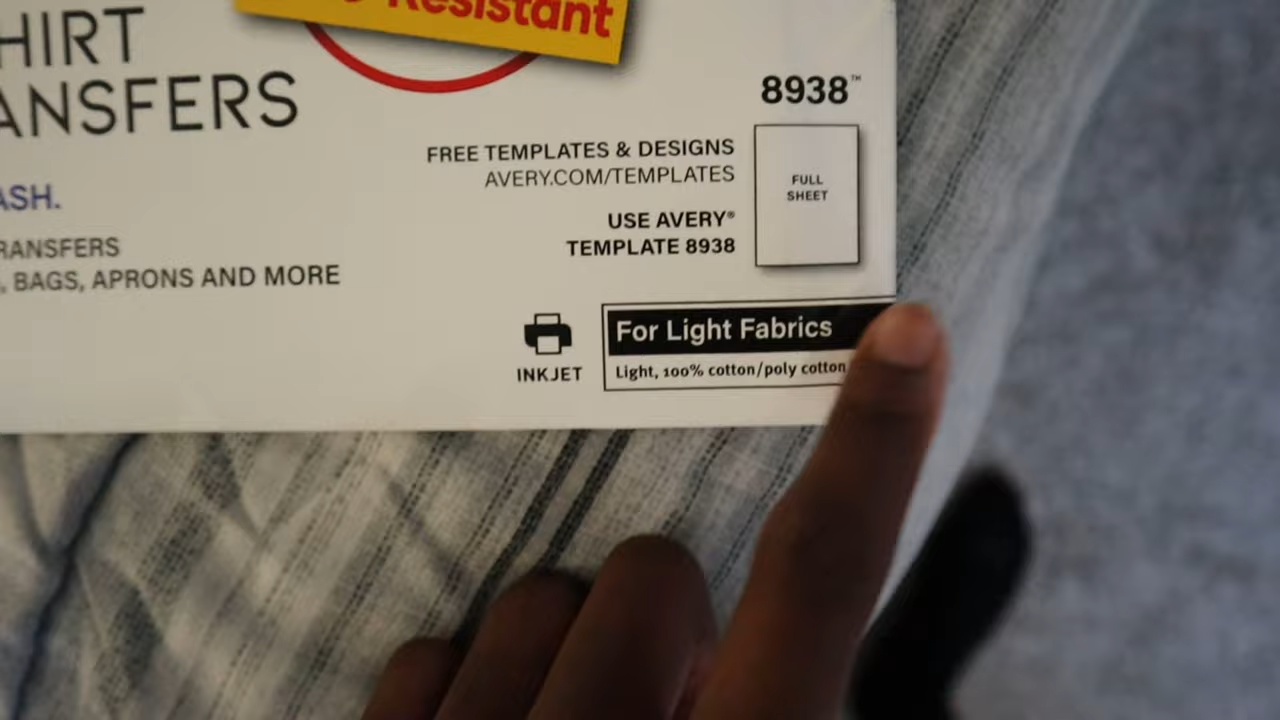 Resistant
HIRT
ANSFERS
8938™
FREE TEMPLATES & DESIGNS
AVERY.COM/TEMPLATES
FULL
SHEET
ASH.
USE AVERY®
TEMPLATE 8938
RANSFERS
, BAGS, APRONS AND MORE
For Light Fabrics
INKJET
Light, 100% cotton/poly cotton